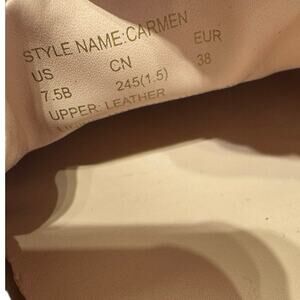 STYLE NAME:CARMEN
US CN EUR
7.5B 245(1.5) 38
UPPER: LEATHER